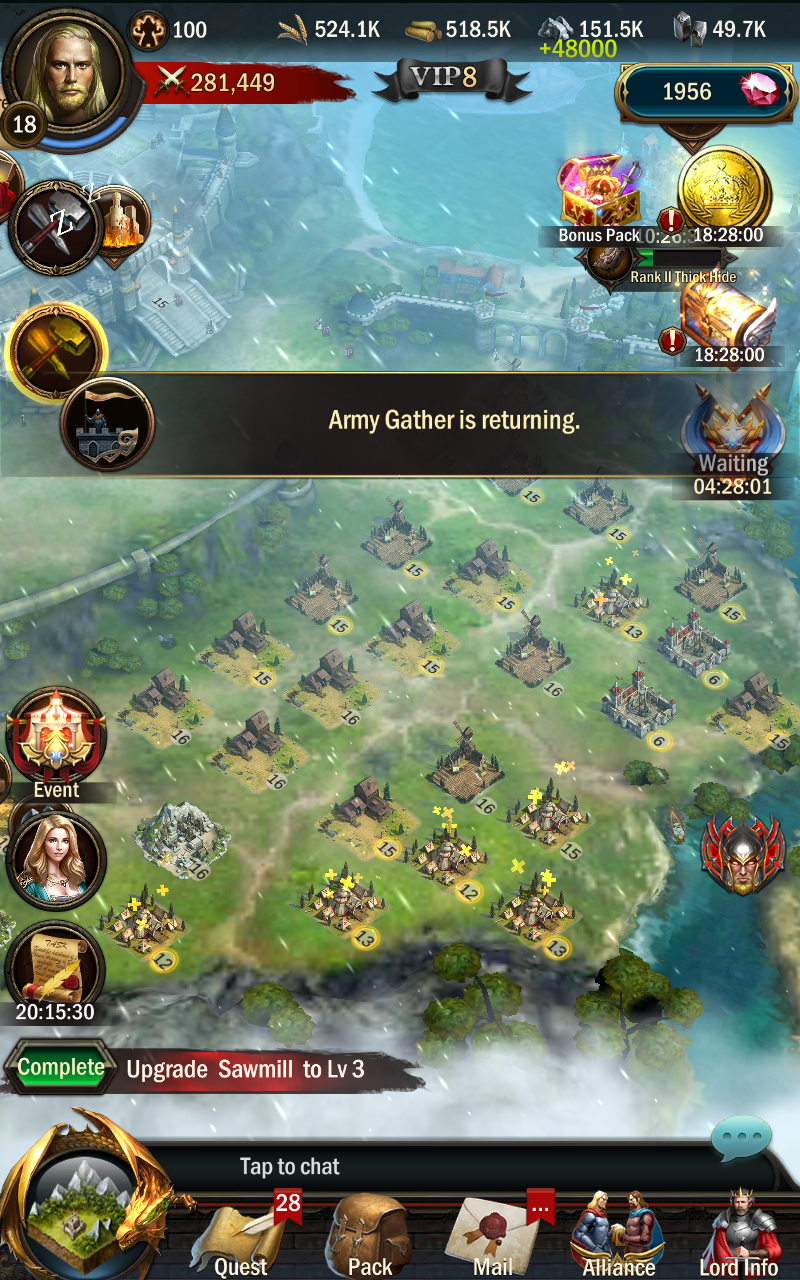 100
524.1K
518.5K
151.5K
49.7K
+48000
281,449
VIP8
1956
18
Z
Z
Bonus Pack
18:28:00
Rank II Thick Hide
15
18:28:00
Army Gather is returning.
Waiting
04:28:01
15
15
15
15
15
13
15
15
15
16
6
16
16
6
15
16
16
15
15
16
12
13
13
12
Event
TASK
20:15:30
Complete
Upgrade Sawmill to Lv 3
Tap to chat
28
...
Quest
Pack
Mail
Alliance
Lord Info